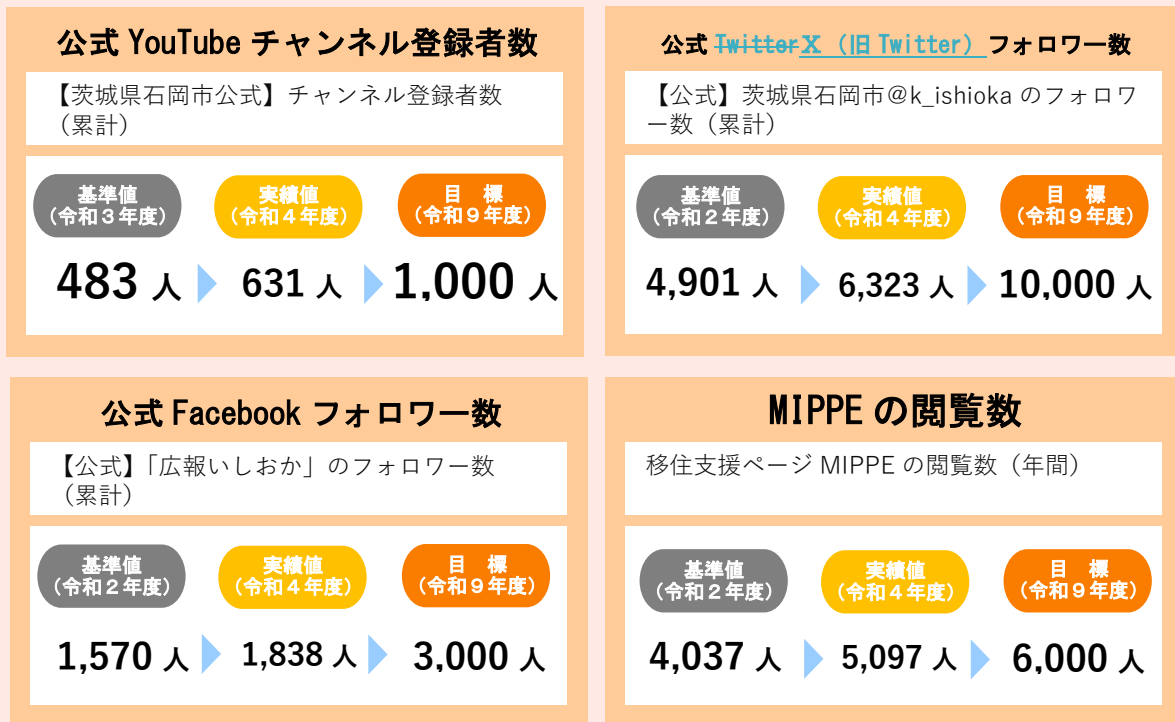 公式 YouTube チャンネル登録者数
【茨城県石岡市公式】チャンネル登録者数
（累計）
基準値
（令和３年度）
実績値
（令和４年度）
目　標
（令和９年度）
483 人
631 人
1,000 人
公式 TwitterＸ（旧 Twitter）フォロワー数
【公式】茨城県石岡市@k_ishioka のフォロワ
ー数（累計）
基準値
（令和２年度）
実績値
（令和４年度）
目　標
（令和９年度）
4,901 人
6,323 人
10,000 人
公式 Facebook フォロワー数
【公式】「広報いしおか」のフォロワー数
（累計）
基準値
（令和２年度）
実績値
（令和４年度）
目　標
（令和９年度）
1,570 人
1,838 人
3,000 人
MIPPE の閲覧数
移住支援ページ MIPPE の閲覧数（年間）
基準値
（令和２年度）
実績値
（令和４年度）
目　標
（令和９年度）
4,037 人
5,097 人
6,000 人